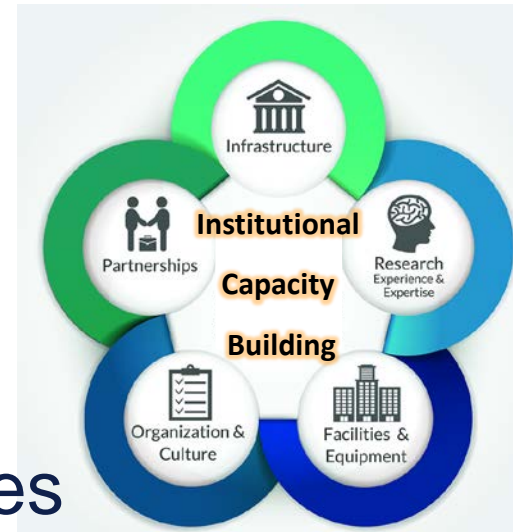 Infrastructure
Institutional
Capacity
Building
Partnerships
Research
Experience &
Expertise
Organization &
Culture
Facilities &
Equipment
es